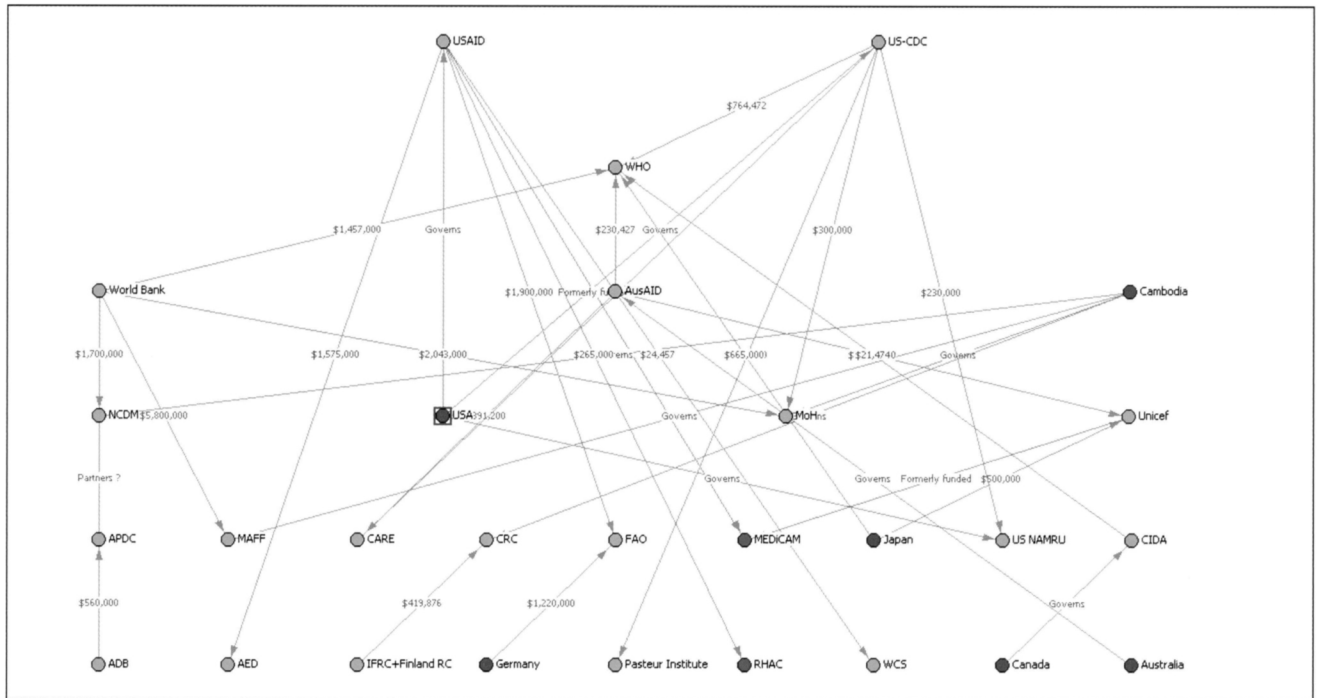 USAID
US-CDC
$764,472
WHO
$1,457,000
Governs
$230,427
Governs
$300,000
World Bank
$1,900,000
Formerly
AusAID
$230,000
Cambodia
$1,700,000
$1,575,000
$2,043,000
$265,000
$24,457
$665,000
Governs
NCDM
$5,800,000
USA
391,200
Governs
MoH
Unicef
Partners ?
Governs
Governs
Formerly funded
$500,000
APDC
MAFF
CARE
CRC
FAO
MEDiCAM
Japan
US NAMRU
CIDA
$560,000
$419,876
$1,220,000
Governs
ADB
AED
IFRC+Finland RC
Germany
Pasteur Institute
RHAC
WCS
Canada
Australia